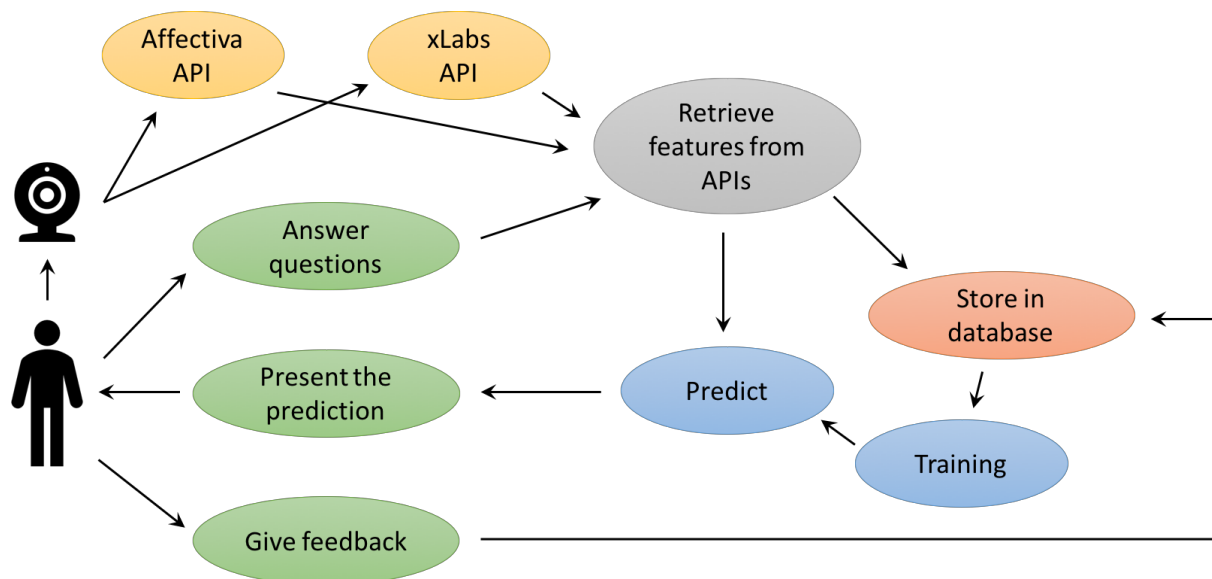 Affectiva
API
xLabs
API
Retrieve
features from
APIs
Answer
questions
Store in
database
Present the
prediction
Predict
Training
Give feedback